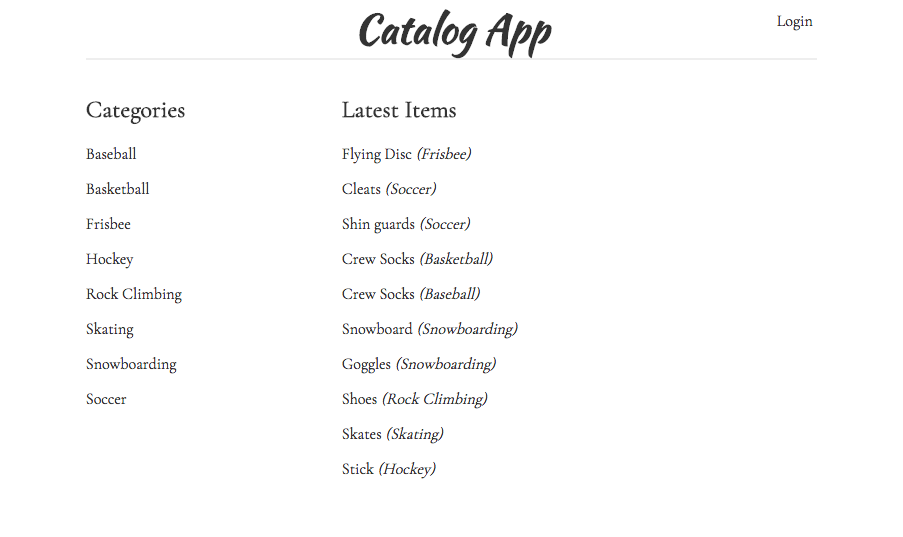 Catalog App
Login
Categories
Baseball
Basketball
Frisbee
Hockey
Rock Climbing
Skating
Snowboarding
Soccer
Latest Items
Flying Disc (Frisbee)
Cleats (Soccer)
Shin guards (Soccer)
Crew Socks (Basketball)
Crew Socks (Baseball)
Snowboard (Snowboarding)
Goggles (Snowboarding)
Shoes (Rock Climbing)
Skates (Skating)
Stick (Hockey)